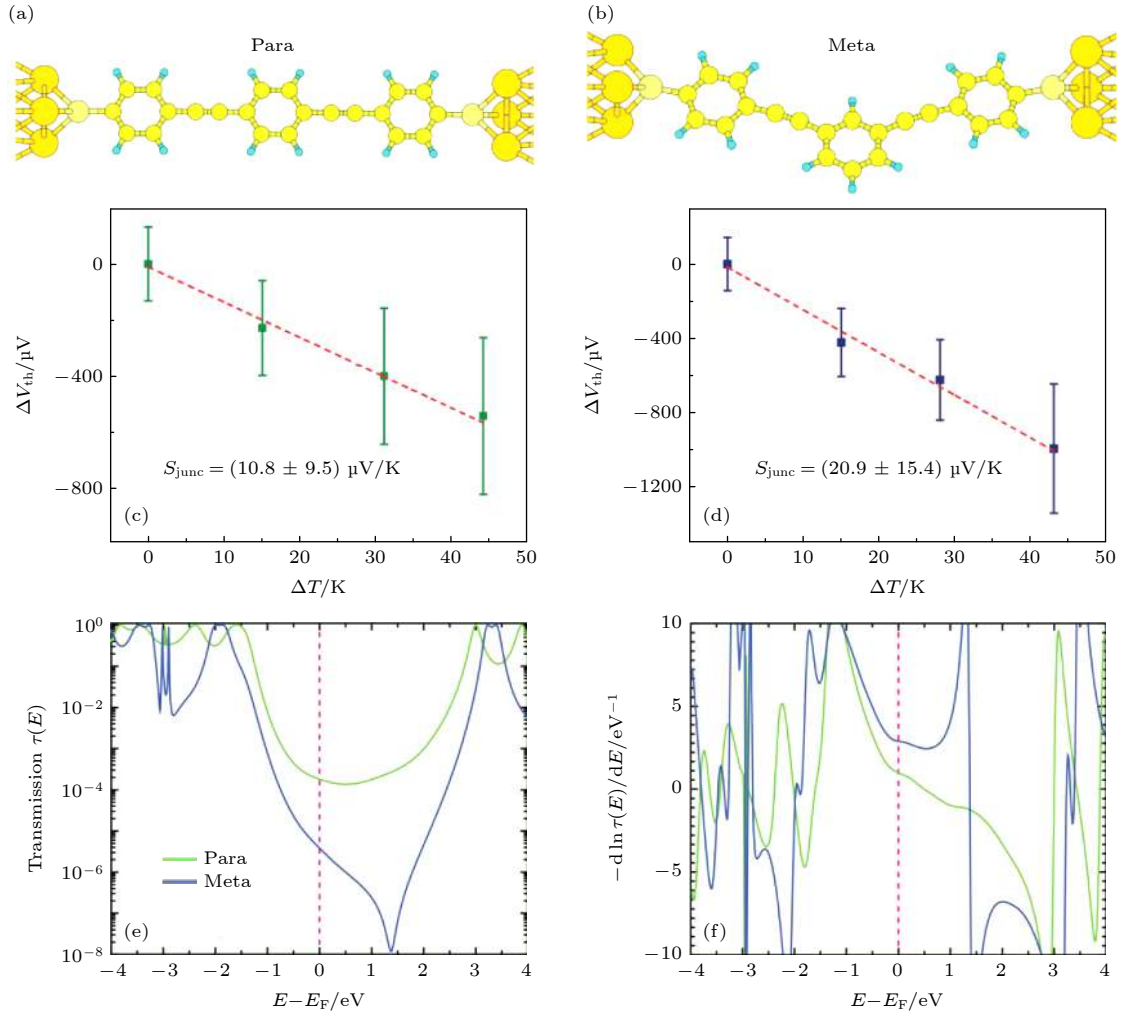 (a)
Para
(b)
Meta
0
−400
−800
ΔV_th/µV
S_junc = (10.8 ± 9.5) µV/K
(c)
0 10 20 30 40 50
ΔT/K
0
−400
−800
−1200
ΔV_th/µV
S_junc = (20.9 ± 15.4) µV/K
(d)
0 10 20 30 40 50
ΔT/K
10^0
10^−2
10^−4
10^−6
10^−8
Transmission τ(E)
Para
Meta
(e)
−4 −3 −2 −1 0 1 2 3 4
E−E_F/eV
10
5
0
−5
−10
−d ln τ(E)/dE/eV^−1
(f)
−4 −3 −2 −1 0 1 2 3 4
E−E_F/eV